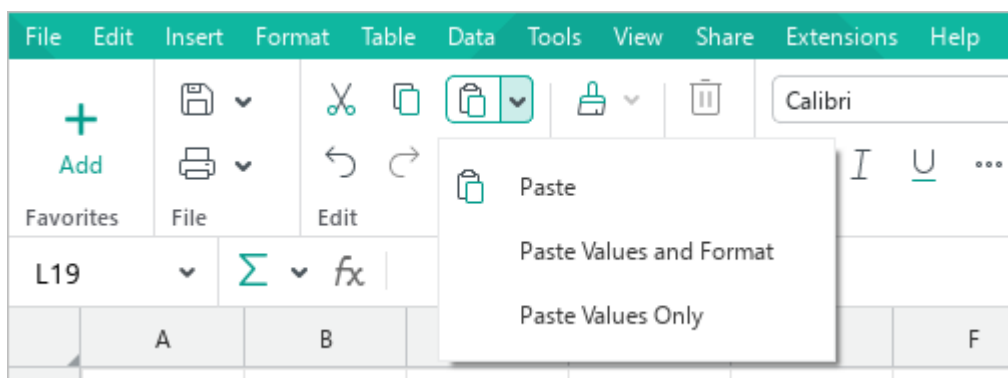 File Edit Insert Format Table Data Tools View Share Extensions Help
Calibri
Add
Paste
I U
Favorites File Edit
Paste Values and Format
L19 Σ fx
Paste Values Only
A B F